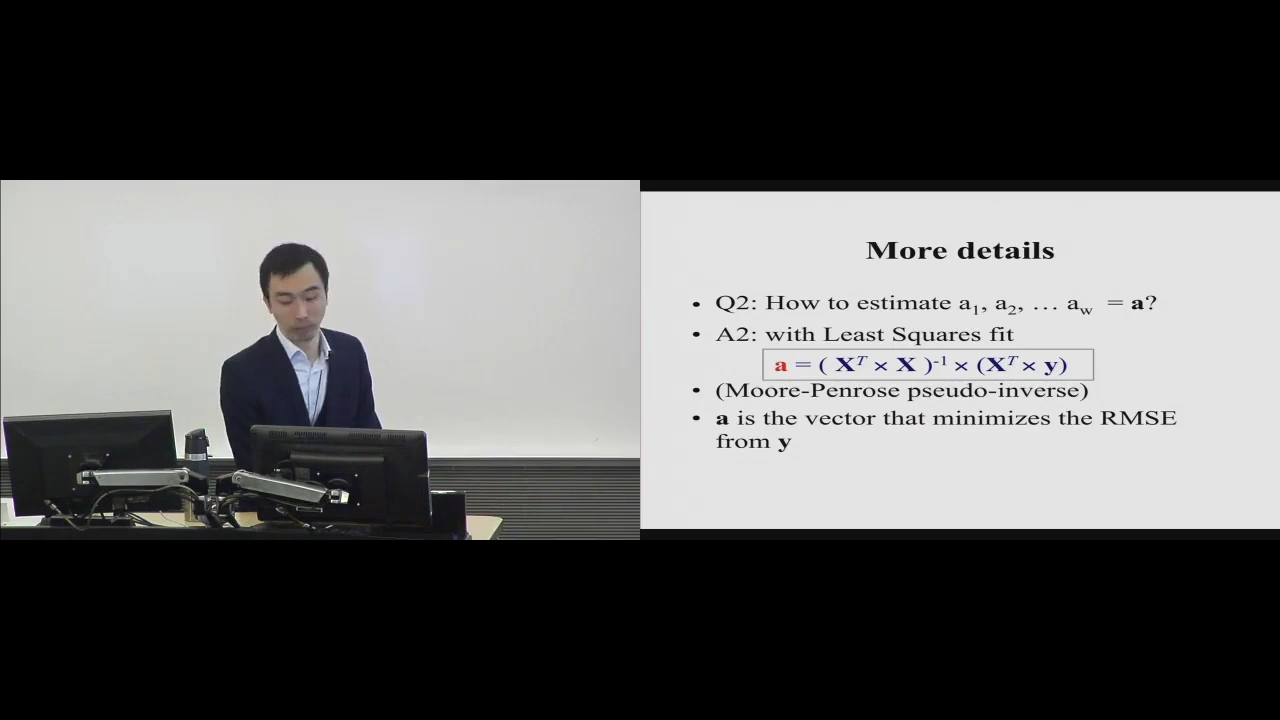 More details
• Q2: How to estimate a₁, a₂, … a_w = a?
• A2: with Least Squares fit
a = ( Xᵀ × X )⁻¹ × (Xᵀ × y)
• (Moore-Penrose pseudo-inverse)
• a is the vector that minimizes the RMSE
from y